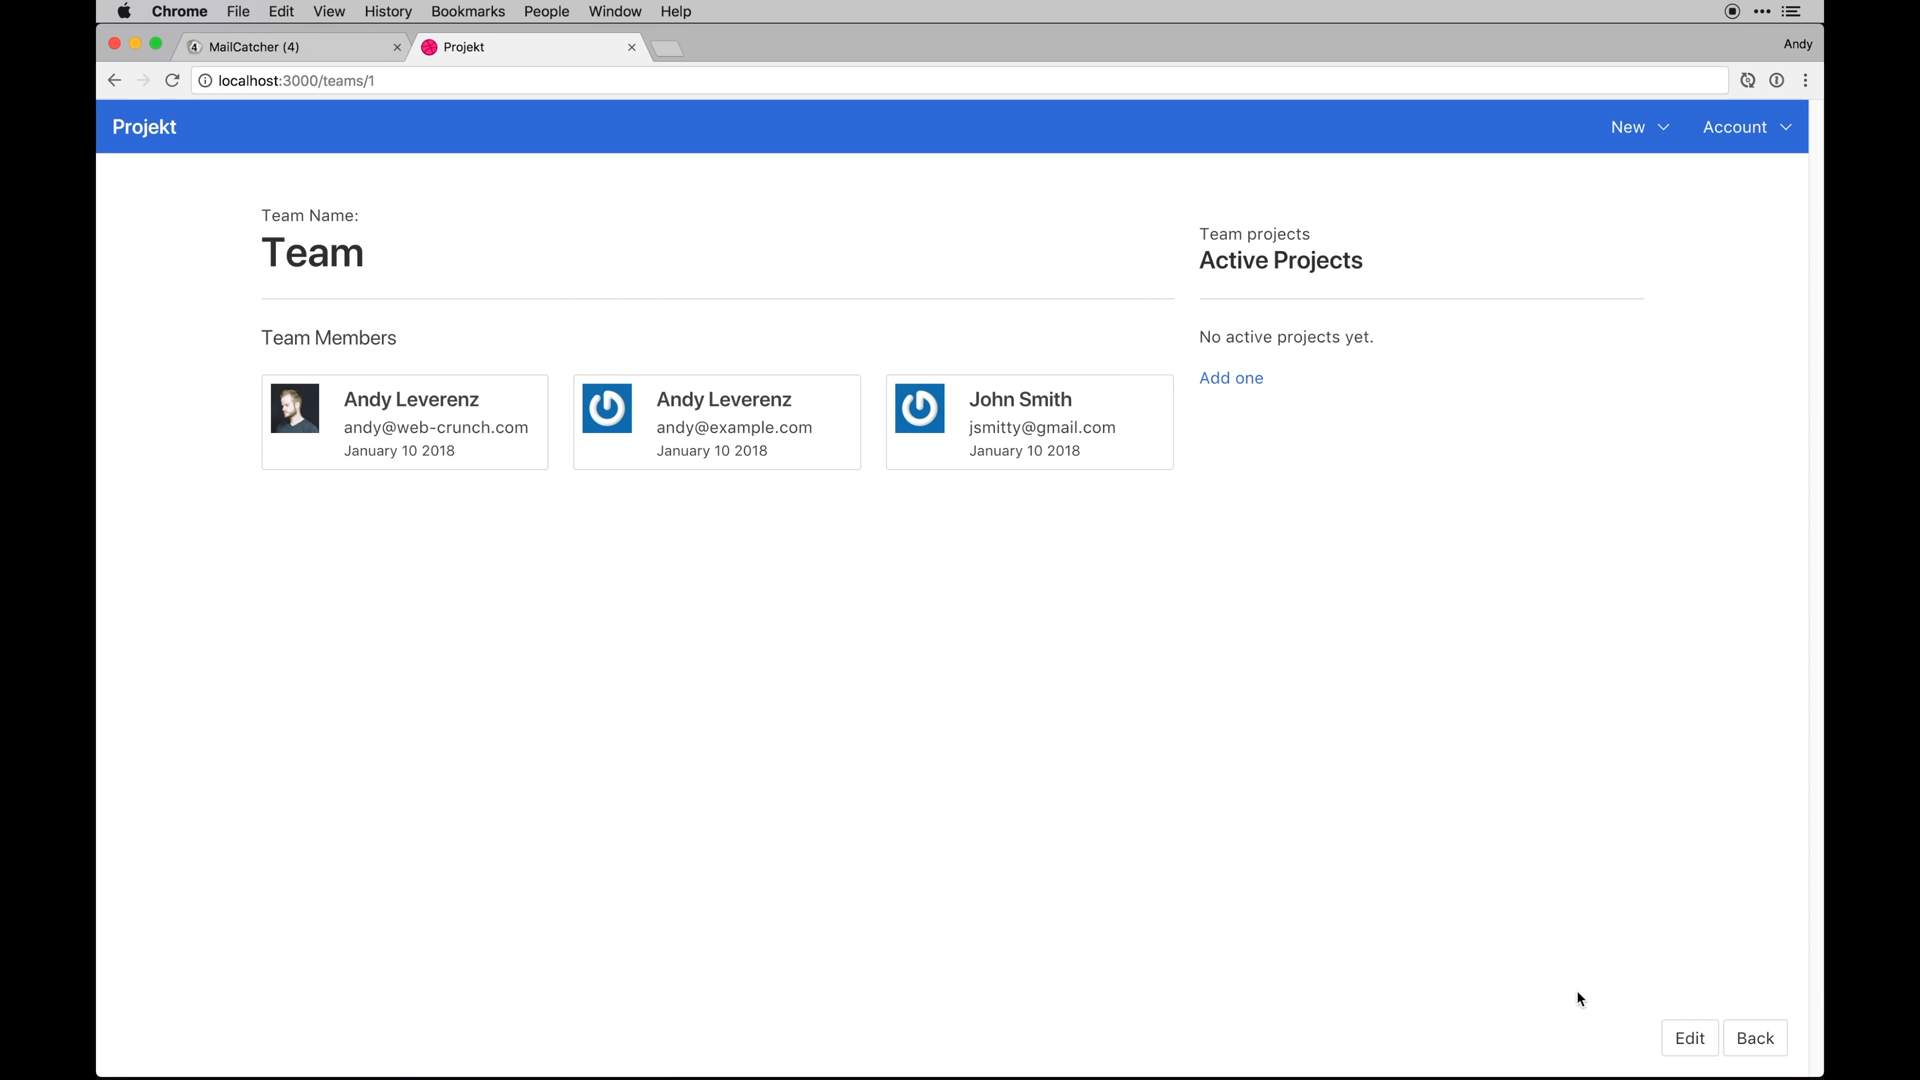 Chrome File Edit View History Bookmarks People Window Help
4 MailCatcher (4) Projekt Andy
localhost:3000/teams/1
Projekt New Account
Team Name:
Team
Team projects
Active Projects
Team Members
No active projects yet.
Add one
Andy Leverenz
andy@web-crunch.com
January 10 2018
Andy Leverenz
andy@example.com
January 10 2018
John Smith
jsmitty@gmail.com
January 10 2018
Edit Back